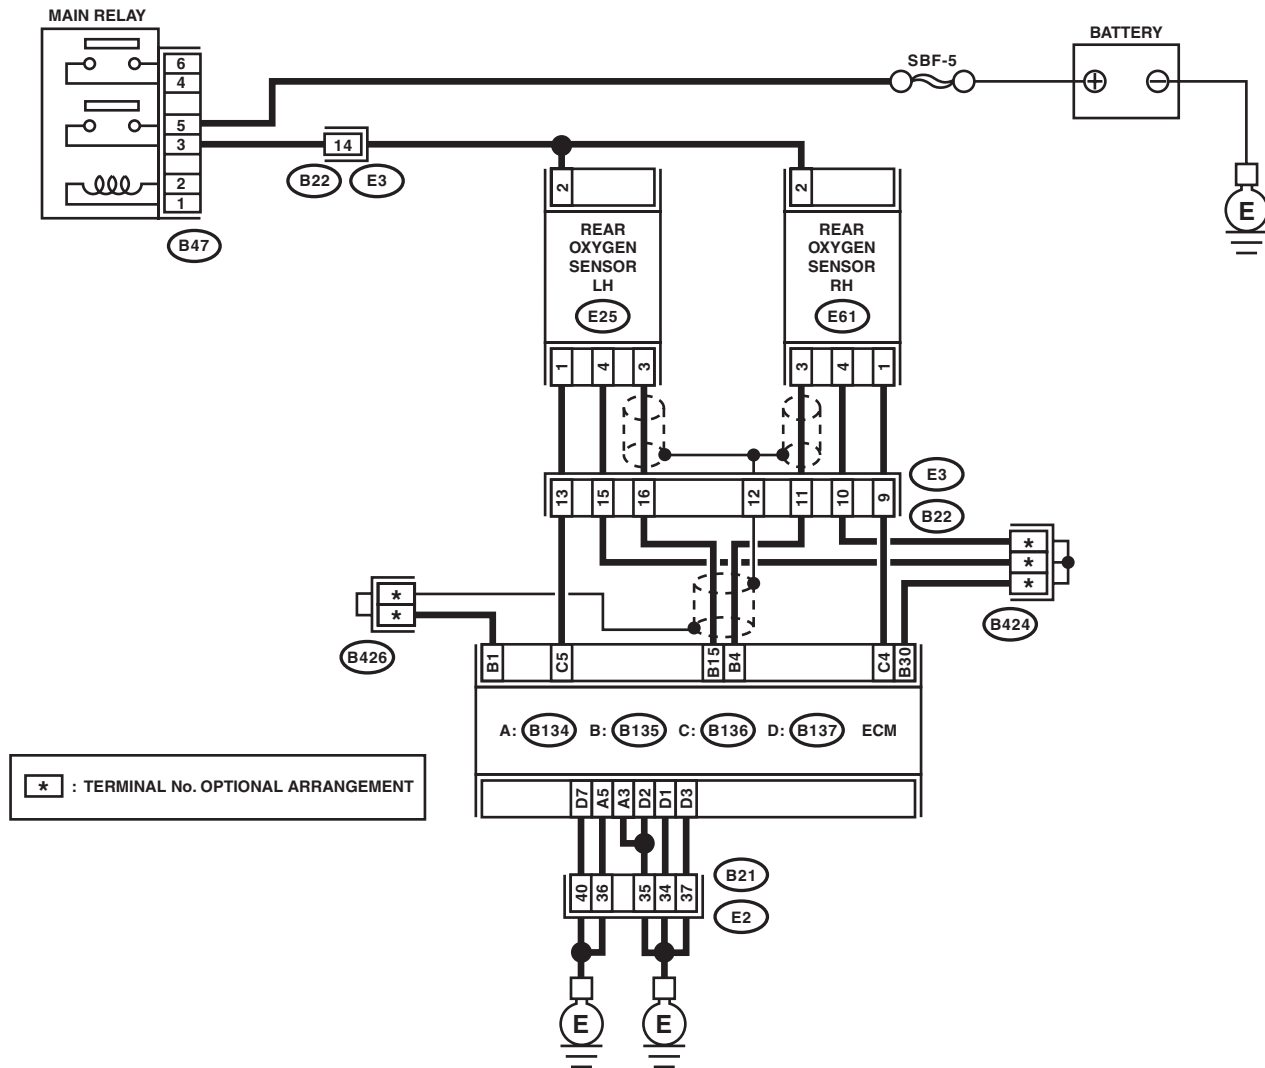 MAIN RELAY
BATTERY
SBF-5
6
4
5
3
2
1
14
B22 E3
B47
E
2
2
REAR
OXYGEN
SENSOR
LH
E25
REAR
OXYGEN
SENSOR
RH
E61
1 4 3
3 4 1
E3
13 15 16 12 11 10 9
B22
*
*
*
B424
*
*
B426
B1 C5 B15 B4 C4 B30
A: B134 B: B135 C: B136 D: B137 ECM
* : TERMINAL No. OPTIONAL ARRANGEMENT
D7 A5 A3 D2 D1 D3
B21
40 36 35 34 37
E2
E E